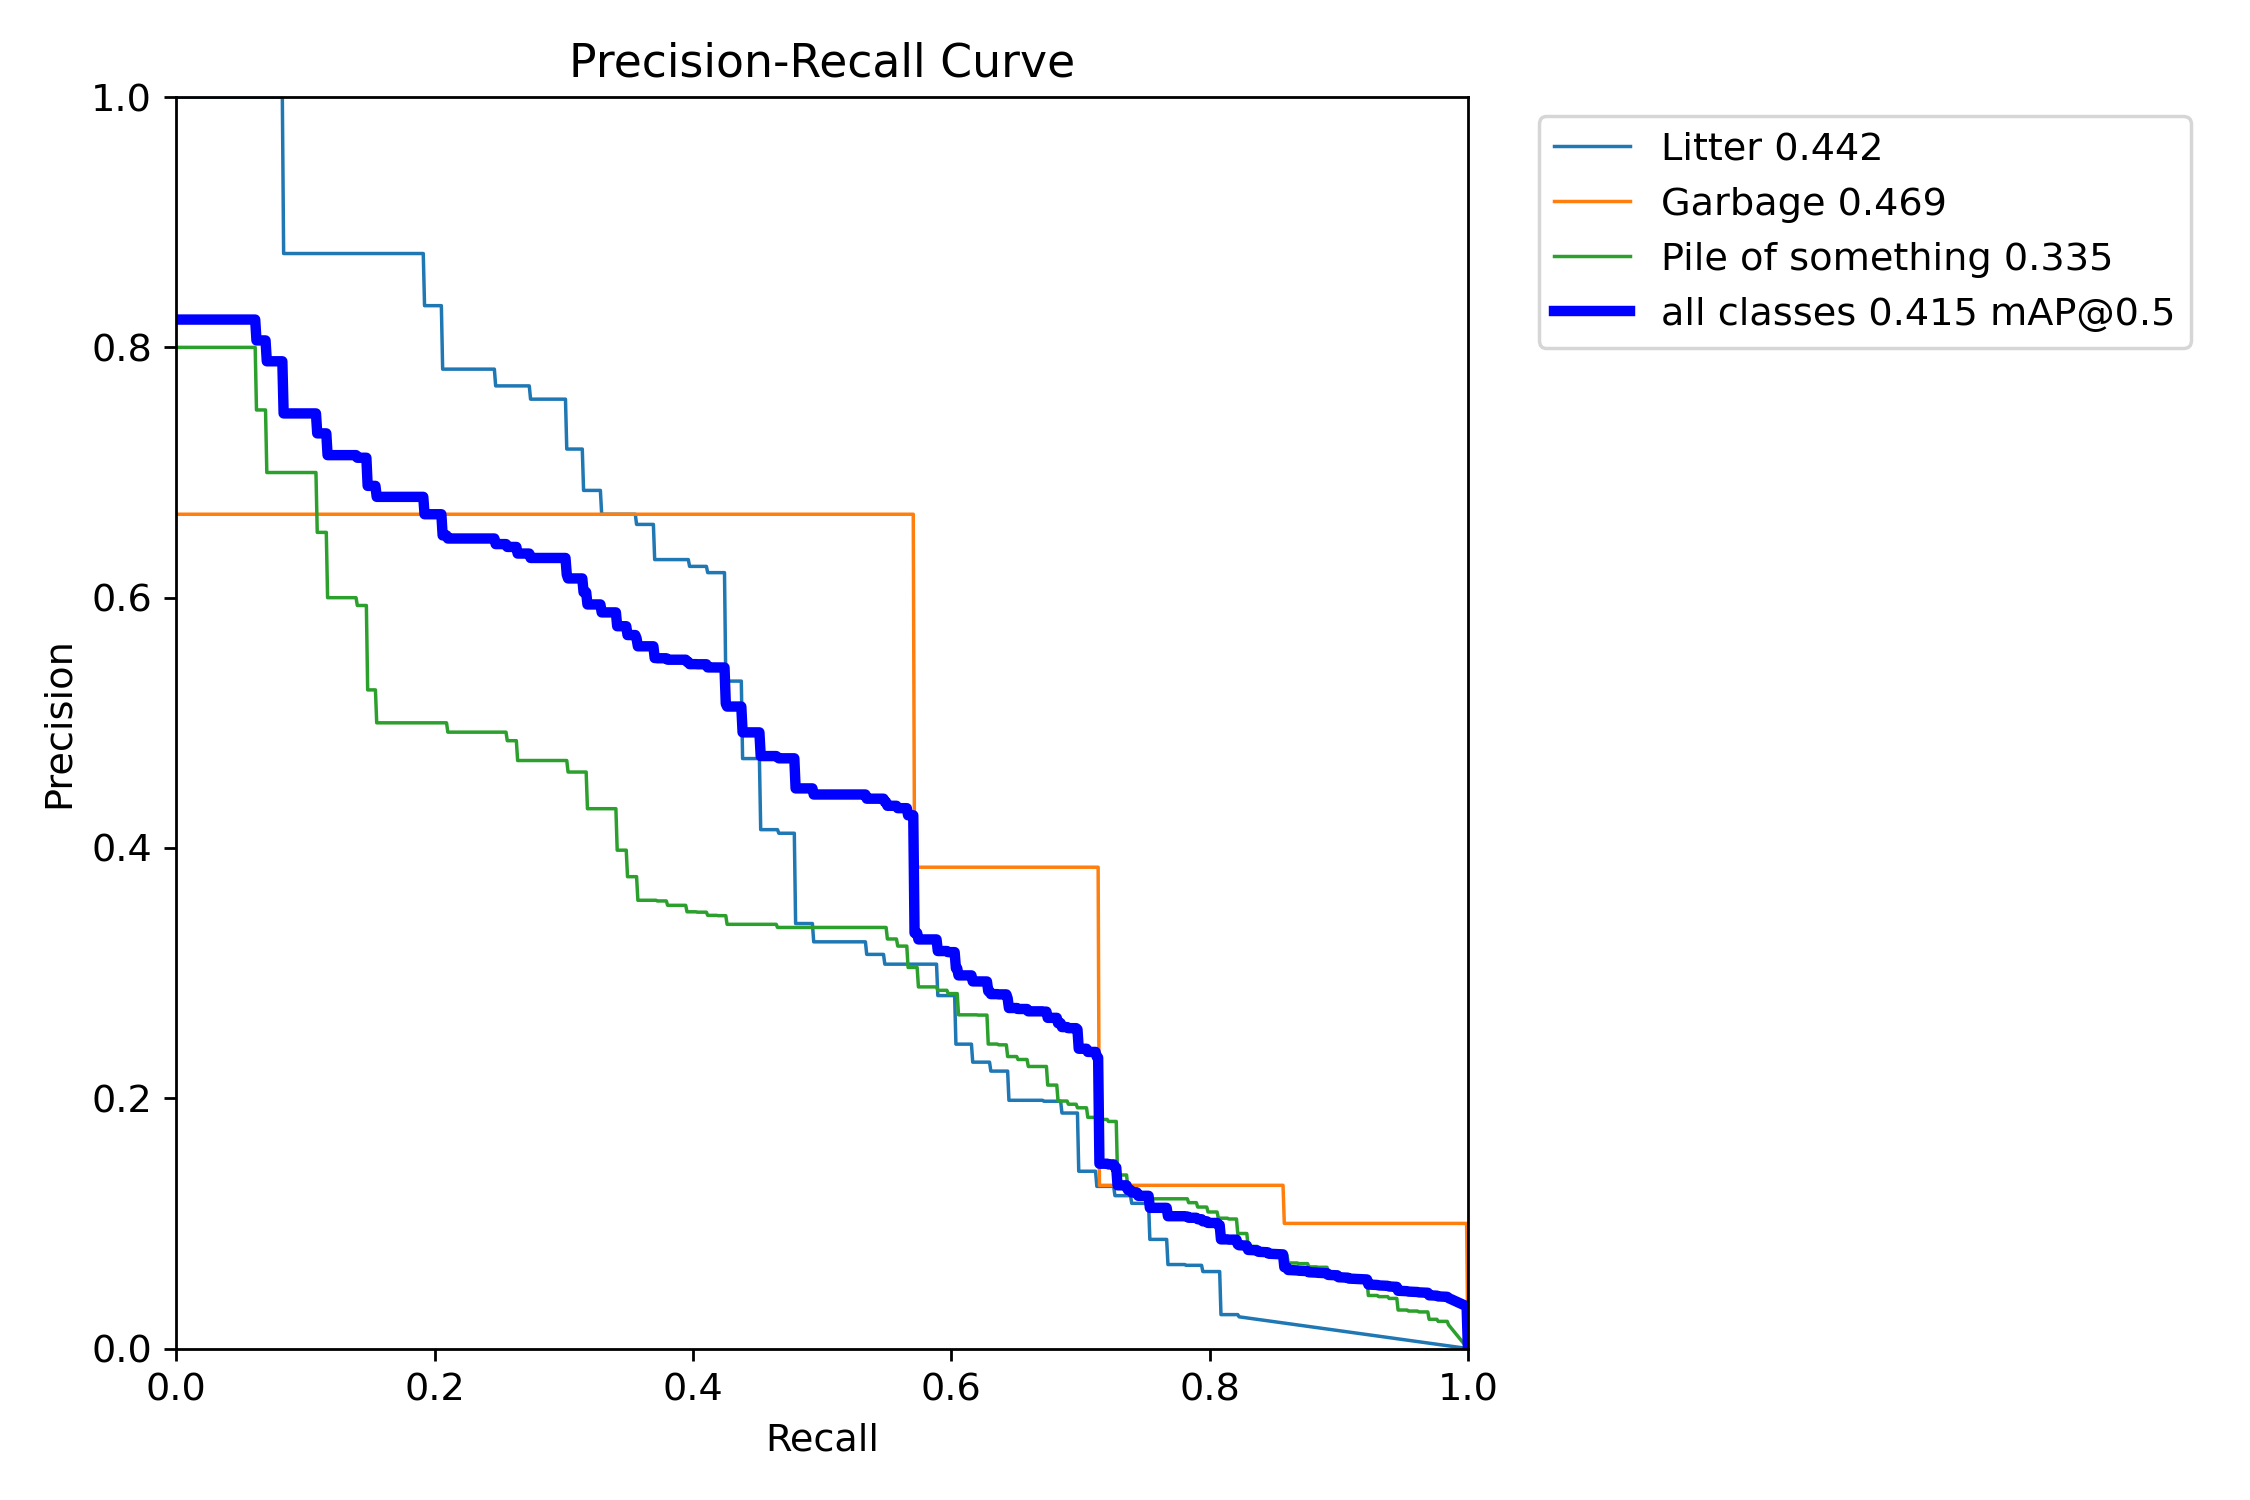 Precision-Recall Curve
Litter 0.442
Garbage 0.469
Pile of something 0.335
all classes 0.415 mAP@0.5
1.0
0.8
0.6
0.4
0.2
0.0
Precision
0.0 0.2 0.4 0.6 0.8 1.0
Recall